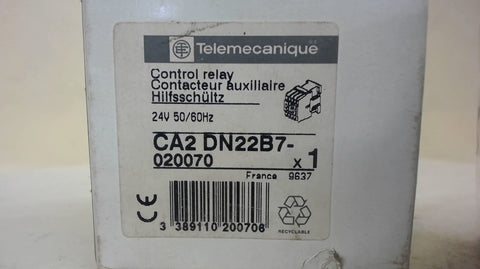 Telemecanique
Control relay
Contacteur auxiliaire
Hilfsschültz
24V 50/60Hz
CA2 DN22B7-
020070 x 1
France 9637
CE
3 389110 200706
RECYCLABLE